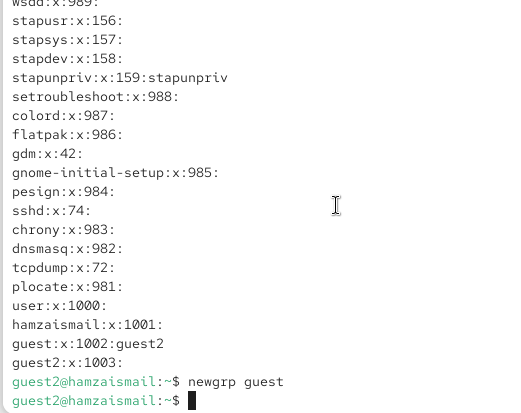 wsdd:x:989:
stapusr:x:156:
stapsys:x:157:
stapdev:x:158:
stapunpriv:x:159:stapunpriv
setroubleshoot:x:988:
colord:x:987:
flatpak:x:986:
gdm:x:42:
gnome-initial-setup:x:985:
pesign:x:984:
sshd:x:74:
chrony:x:983:
dnsmasq:x:982:
tcpdump:x:72:
plocate:x:981:
user:x:1000:
hamzaismail:x:1001:
guest:x:1002:guest2
guest2:x:1003:
guest2@hamzaismail:~$ newgrp guest
guest2@hamzaismail:~$